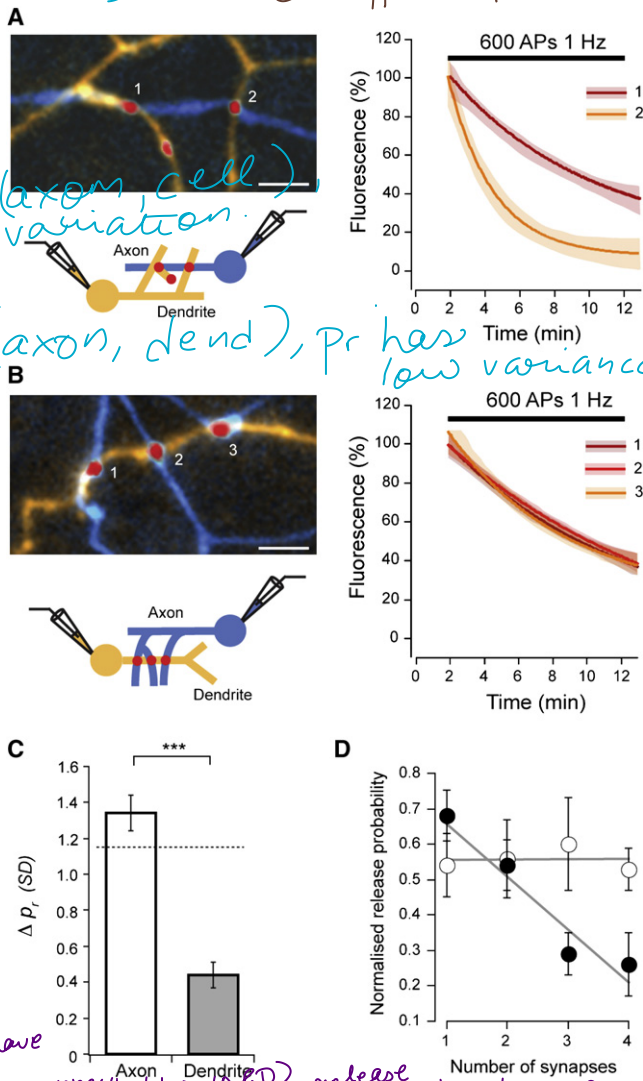 A
1
2
120
100
80
60
40
20
0
Fluorescence (%)
600 APs 1 Hz
1
2
0 2 4 6 8 10 12
Time (min)
(axon, cell),
variation.
Axon
Dendrite
(axon, dend), pr has
low variance
B
1
2
3
120
100
80
60
40
20
0
Fluorescence (%)
600 APs 1 Hz
1
2
3
0 2 4 6 8 10 12
Time (min)
Axon
Dendrite
C
***
1.6
1.4
1.2
1.0
0.8
0.6
0.4
0.2
0
Δ pr (SD)
Axon Dendrite
D
0.8
0.7
0.6
0.5
0.4
0.3
0.2
0.1
Normalised release probability
1 2 3 4
Number of synapses
release